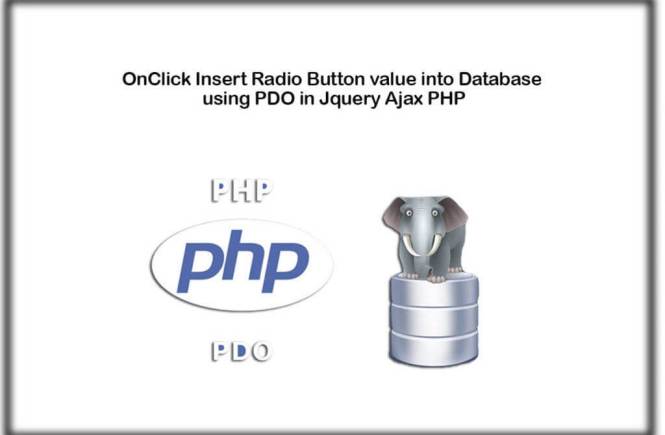 OnClick Insert Radio Button value into Database
using PDO in Jquery Ajax PHP
PHP
php
PDO